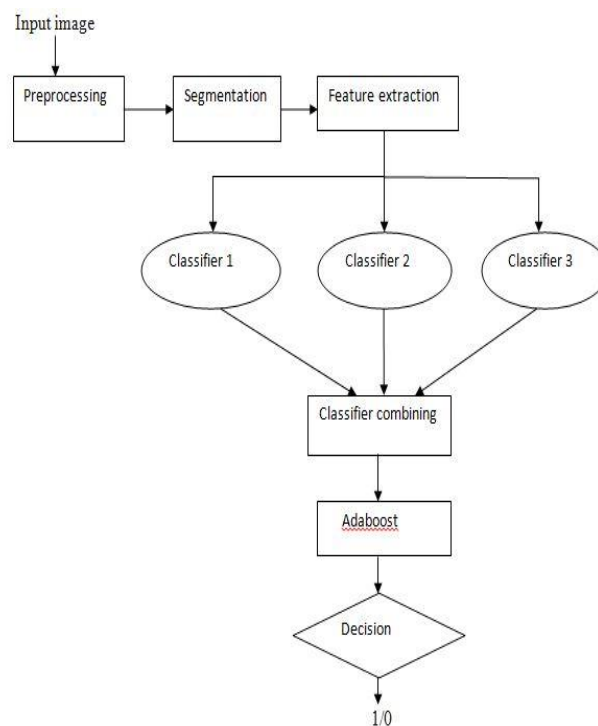 Input image
Preprocessing
Segmentation
Feature extraction
Classifier 1
Classifier 2
Classifier 3
Classifier combining
Adaboost
Decision
1/0